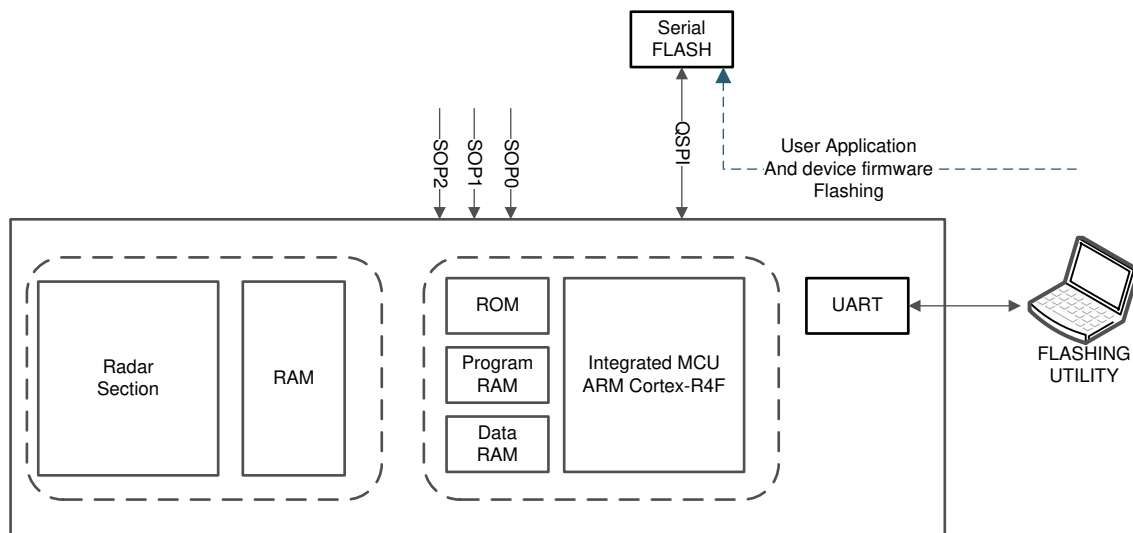 Serial
FLASH
SOP2
SOP1
SOP0
QSPI
User Application
And device firmware
Flashing
Radar
Section
RAM
ROM
Program
RAM
Data
RAM
Integrated MCU
ARM Cortex-R4F
UART
FLASHING
UTILITY